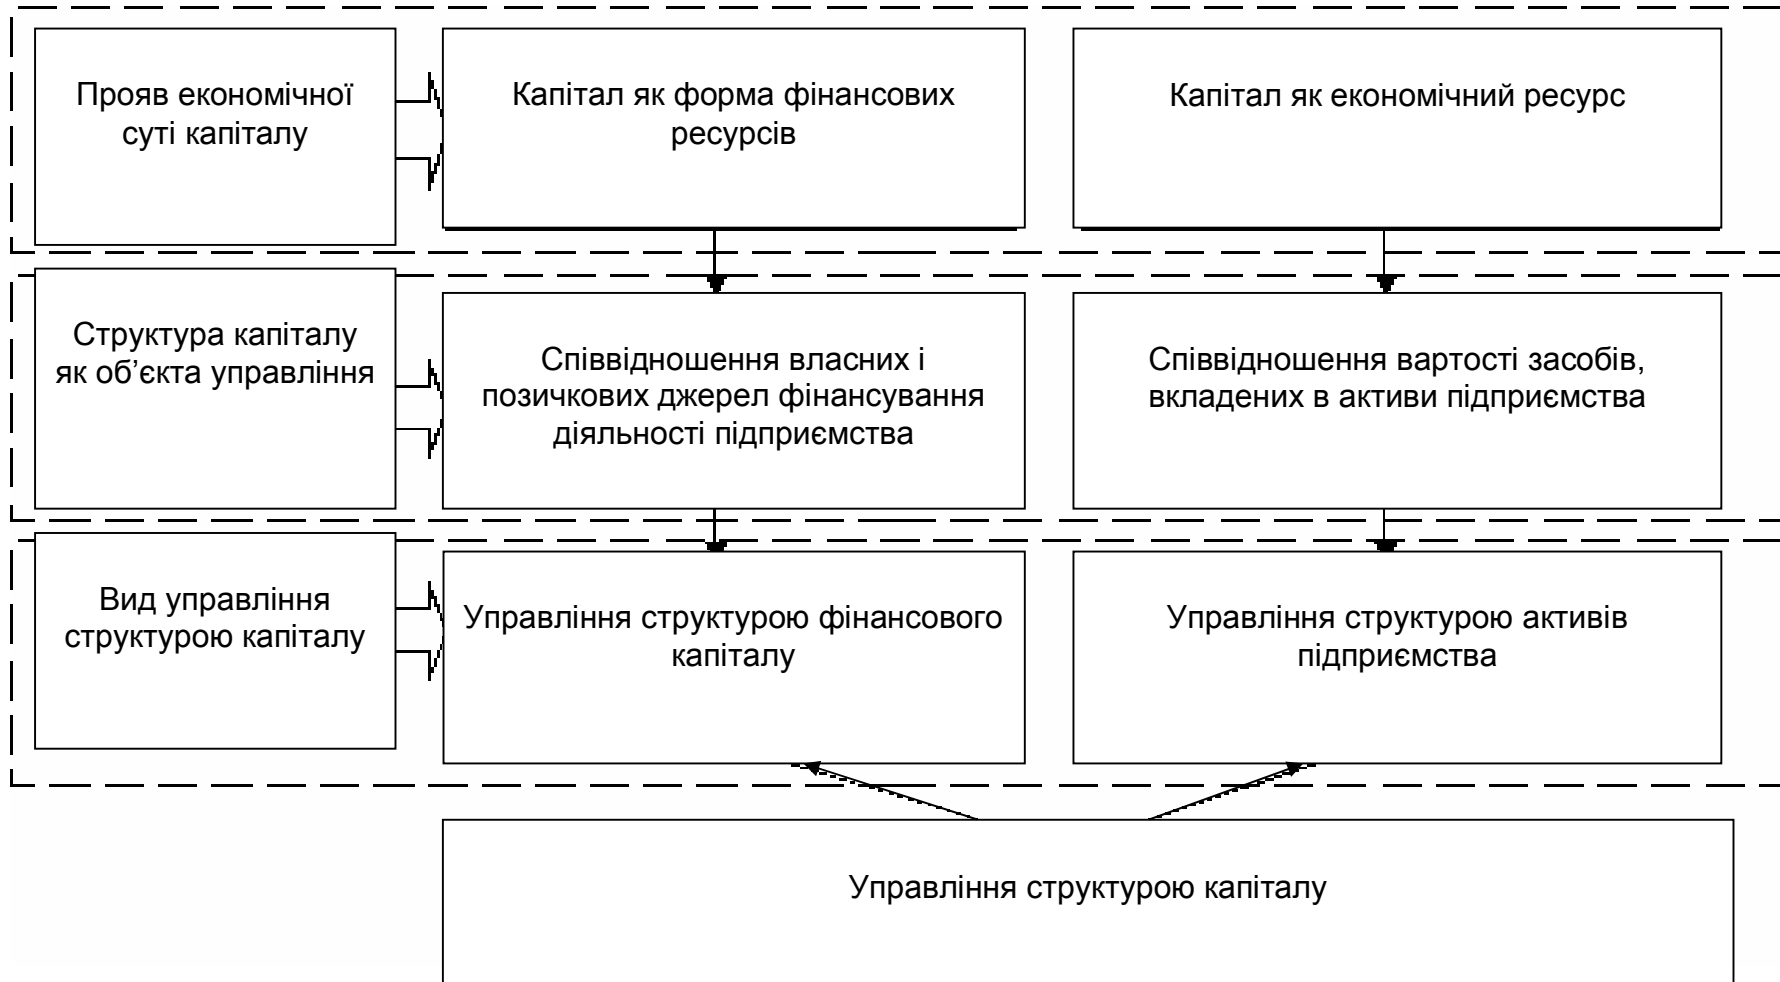 Прояв економічної
суті капіталу
Капітал як форма фінансових
ресурсів
Капітал як економічний ресурс
Структура капіталу
як об’єкта управління
Співвідношення власних і
позичкових джерел фінансування
діяльності підприємства
Співвідношення вартості засобів,
вкладених в активи підприємства
Вид управління
структурою капіталу
Управління структурою фінансового
капіталу
Управління структурою активів
підприємства
Управління структурою капіталу